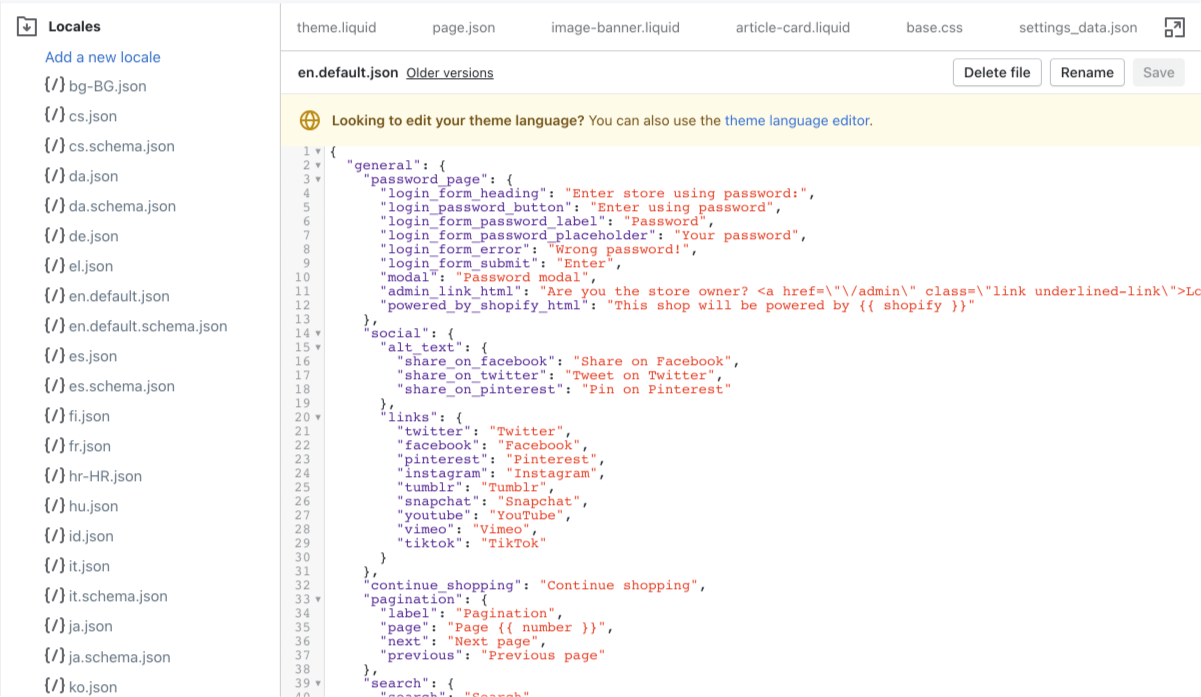 Locales
Add a new locale
{/} bg-BG.json
{/} cs.json
{/} cs.schema.json
{/} da.json
{/} da.schema.json
{/} de.json
{/} el.json
{/} en.default.json
{/} en.default.schema.json
{/} es.json
{/} es.schema.json
{/} fi.json
{/} fr.json
{/} hr-HR.json
{/} hu.json
{/} id.json
{/} it.json
{/} it.schema.json
{/} ja.json
{/} ja.schema.json
{/} ko.json
theme.liquid page.json image-banner.liquid article-card.liquid base.css settings_data.json
en.default.json Older versions Delete file Rename Save
Looking to edit your theme language? You can also use the theme language editor.
1 {
2 "general": {
3 "password_page": {
4 "login_form_heading": "Enter store using password:",
5 "login_password_button": "Enter using password",
6 "login_form_password_label": "Password",
7 "login_form_password_placeholder": "Your password",
8 "login_form_error": "Wrong password!",
9 "login_form_submit": "Enter",
10 "modal": "Password modal",
11 "admin_link_html": "Are you the store owner? <a href=\"\/admin\" class=\"link underlined-link\">Lo
12 "powered_by_shopify_html": "This shop will be powered by {{ shopify }}"
13 },
14 "social": {
15 "alt_text": {
16 "share_on_facebook": "Share on Facebook",
17 "share_on_twitter": "Tweet on Twitter",
18 "share_on_pinterest": "Pin on Pinterest"
19 },
20 "links": {
21 "twitter": "Twitter",
22 "facebook": "Facebook",
23 "pinterest": "Pinterest",
24 "instagram": "Instagram",
25 "tumblr": "Tumblr",
26 "snapchat": "Snapchat",
27 "youtube": "YouTube",
28 "vimeo": "Vimeo",
29 "tiktok": "TikTok"
30 }
31 },
32 "continue_shopping": "Continue shopping",
33 "pagination": {
34 "label": "Pagination",
35 "page": "Page {{ number }}",
36 "next": "Next page",
37 "previous": "Previous page"
38 },
39 "search": {
40 "search": "Search",